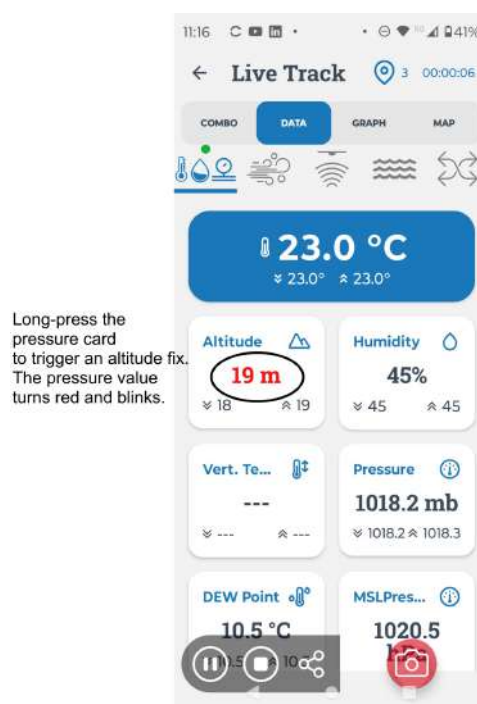 11:16
41%
← Live Track 3 00:00:06
COMBO DATA GRAPH MAP
23.0 °C
23.0° 23.0°
Long-press the
pressure card
to trigger an altitude fix.
The pressure value
turns red and blinks.
Altitude
19 m
18 19
Humidity
45%
45 45
Vert. Te...
---
--- ---
Pressure
1018.2 mb
1018.2 1018.3
DEW Point
10.5 °C
MSLPres...
1020.5